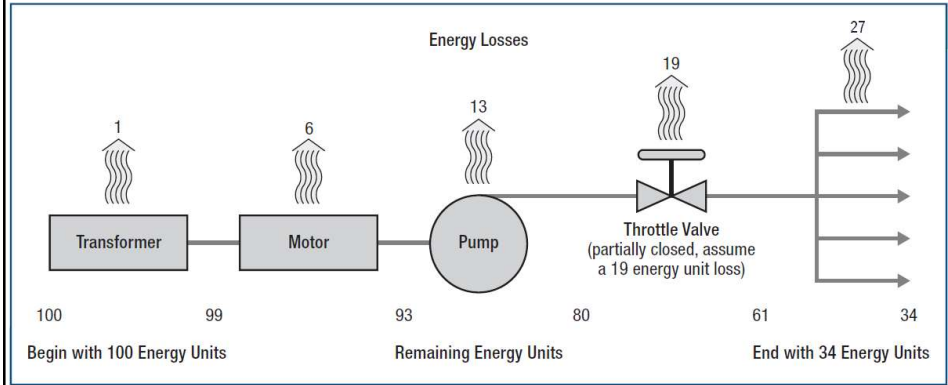 Energy Losses
27
19
13
6
1
Transformer
Motor
Pump
Throttle Valve
(partially closed, assume
a 19 energy unit loss)
100 99 93 80 61 34
Begin with 100 Energy Units Remaining Energy Units End with 34 Energy Units